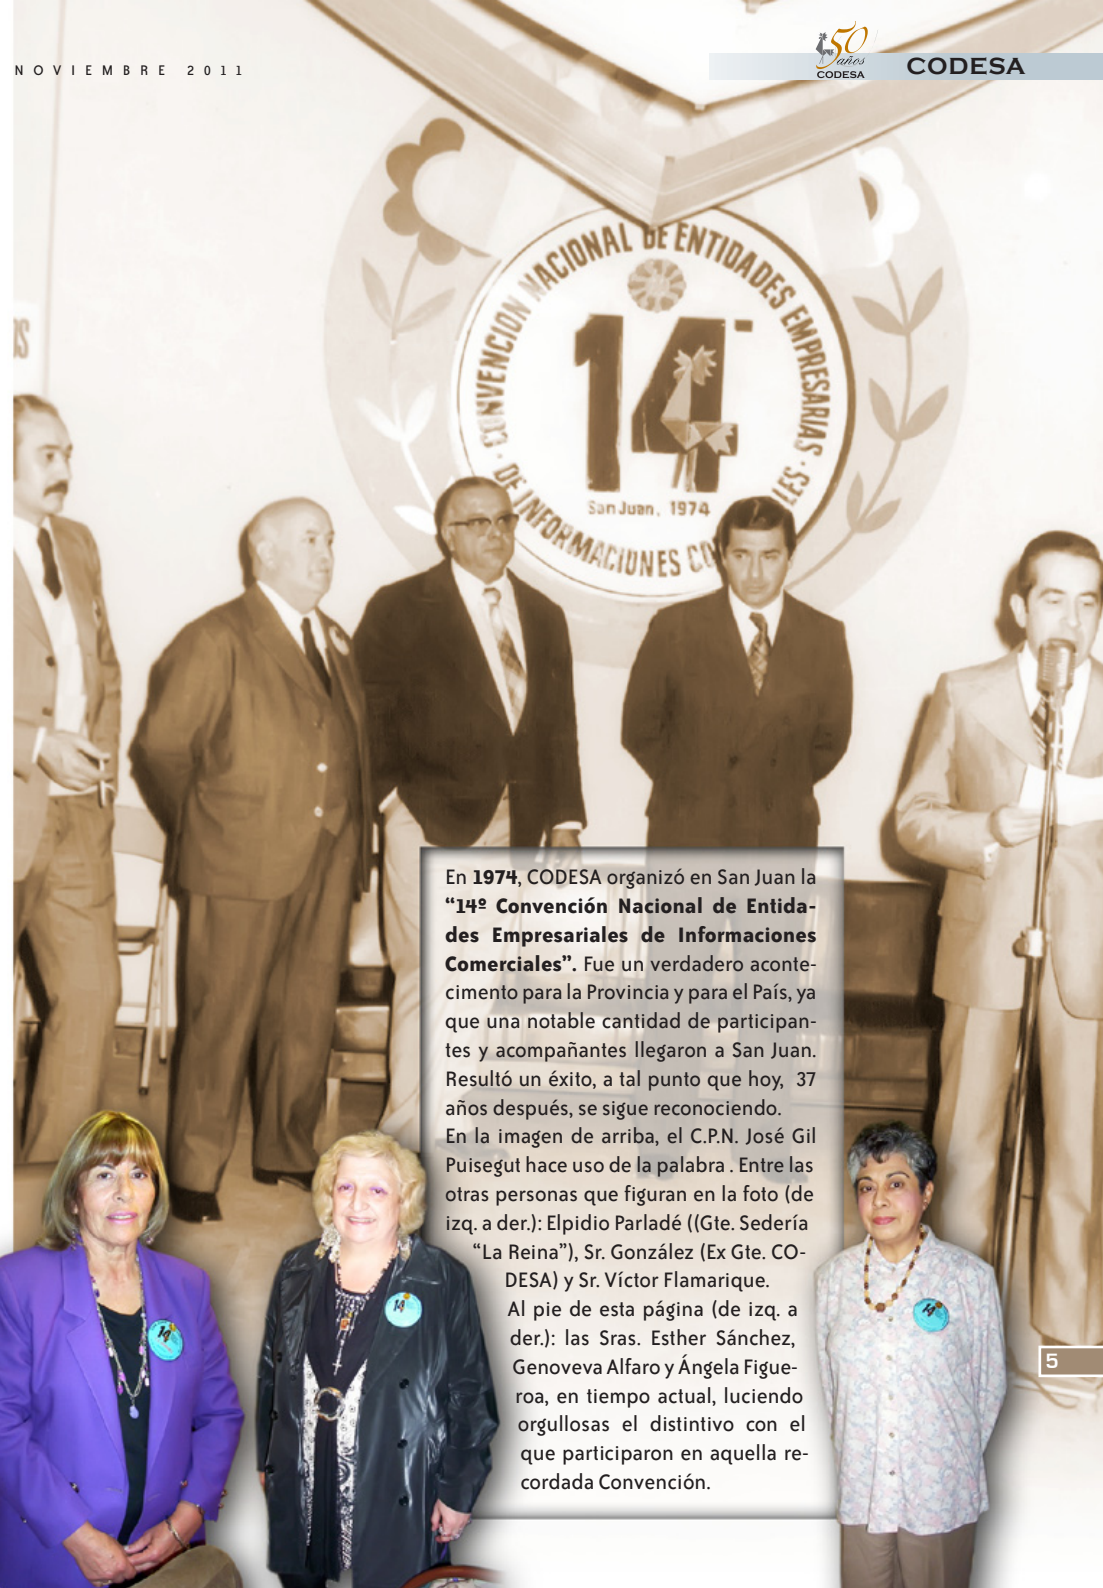 NOVIEMBRE 2011
50
años
CODESA
CODESA
OS
CONVENCION NACIONAL DE ENTIDADES EMPRESARIAS
14º
San Juan, 1974
DE INFORMACIONES
En 1974, CODESA organizó en San Juan la
“14º Convención Nacional de Entida-
des Empresariales de Informaciones
Comerciales”. Fue un verdadero aconte-
cimento para la Provincia y para el País, ya
que una notable cantidad de participan-
tes y acompañantes llegaron a San Juan.
Resultó un éxito, a tal punto que hoy, 37
años después, se sigue reconociendo.
En la imagen de arriba, el C.P.N. José Gil
Puisegut hace uso de la palabra . Entre las
otras personas que figuran en la foto (de
izq. a der.): Elpidio Parladé ((Gte. Sedería
“La Reina”), Sr. González (Ex Gte. CO-
DESA) y Sr. Víctor Flamarique.
Al pie de esta página (de izq. a
der.): las Sras. Esther Sánchez,
Genoveva Alfaro y Ángela Figue-
roa, en tiempo actual, luciendo
orgullosas el distintivo con el
que participaron en aquella re-
cordada Convención.
14
14
14
5